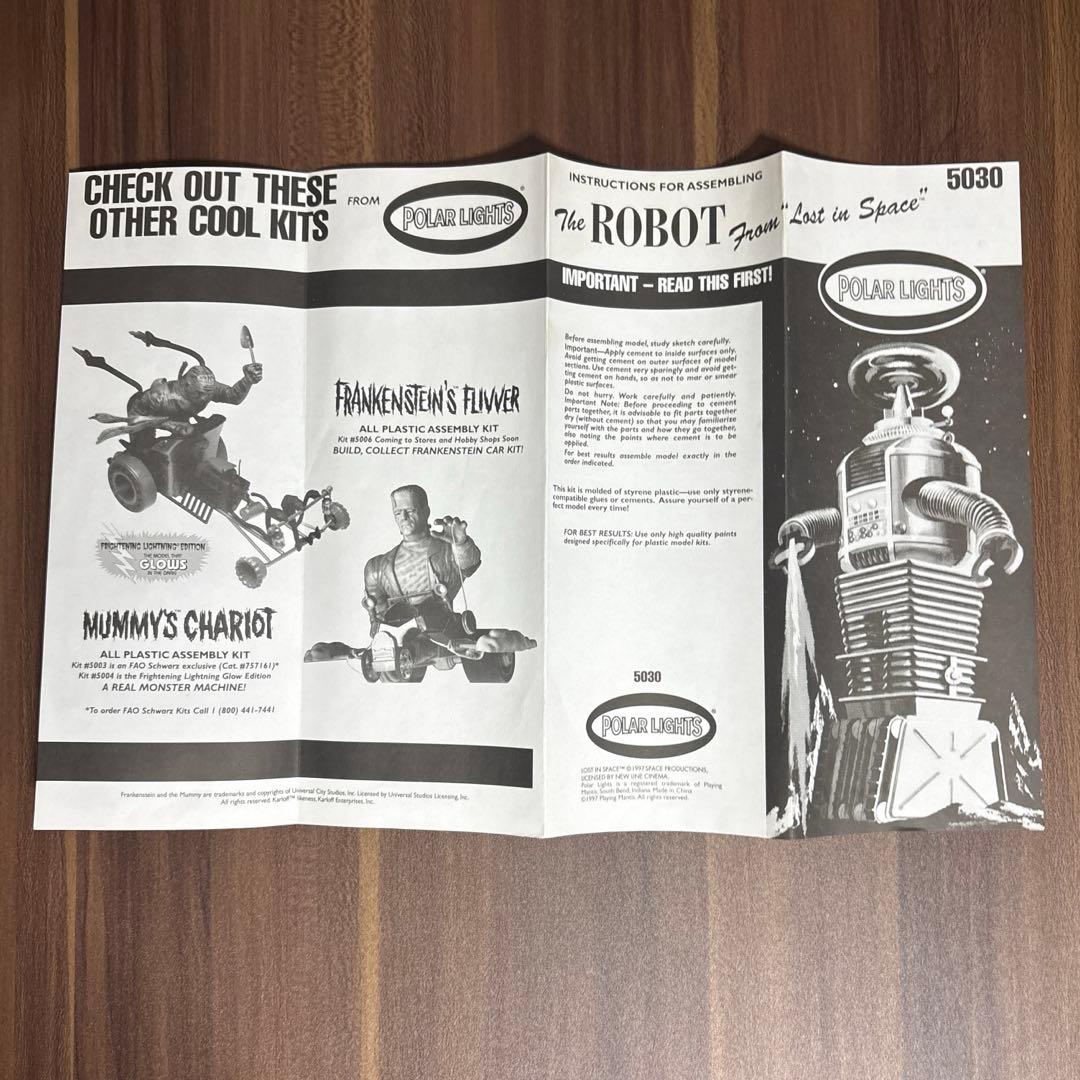 CHECK OUT THESE
OTHER COOL KITS
FROM
POLAR LIGHTS®
FRIGHTENING LIGHTNING™ EDITION
THE MODEL THAT
GLOWS
IN THE DARK!
MUMMY'S CHARIOT
ALL PLASTIC ASSEMBLY KIT
Kit #5003 is an FAO Schwarz exclusive (Cat. #757161)*
Kit #5004 is the Frightening Lightning Glow Edition
A REAL MONSTER MACHINE!
*To order FAO Schwarz Kits Call 1 (800) 441-7441
FRANKENSTEIN'S™ FLIVVER
ALL PLASTIC ASSEMBLY KIT
Kit #5006 Coming to Stores and Hobby Shops Soon
BUILD, COLLECT FRANKENSTEIN CAR KIT!
Frankenstein and the Mummy are trademarks and copyrights of Universal City Studios, Inc. Licensed by Universal Studios Licensing, Inc.
All rights reserved. Karloff™ likeness, Karloff Enterprises, Inc.
INSTRUCTIONS FOR ASSEMBLING
The ROBOT From "Lost in Space™"
5030
IMPORTANT – READ THIS FIRST!
Before assembling model, study sketch carefully.
Important—Apply cement to inside surfaces only.
Avoid getting cement on outer surfaces of model
sections. Use cement very sparingly and avoid get-
ting cement on hands, so as not to mar or smear
plastic surfaces.
Do not hurry. Work carefully and patiently.
Important Note: Before proceeding to cement
parts together, it is advisable to fit parts together
dry (without cement) so that you may familiarize
yourself with the parts and how they go together,
also noting the points where cement is to be
applied.
For best results assemble model exactly in the
order indicated.
This kit is molded of styrene plastic—use only styrene-
compatible glues or cements. Assure yourself of a per-
fect model every time!
FOR BEST RESULTS: Use only high quality paints
designed specifically for plastic model kits.
5030
POLAR LIGHTS®
LOST IN SPACE™ ©1997 SPACE PRODUCTIONS,
LICENSED BY NEW LINE CINEMA.
Polar Lights is a registered trademark of Playing
Mantis, South Bend, Indiana Made in China
©1997 Playing Mantis. All rights reserved.
POLAR LIGHTS®